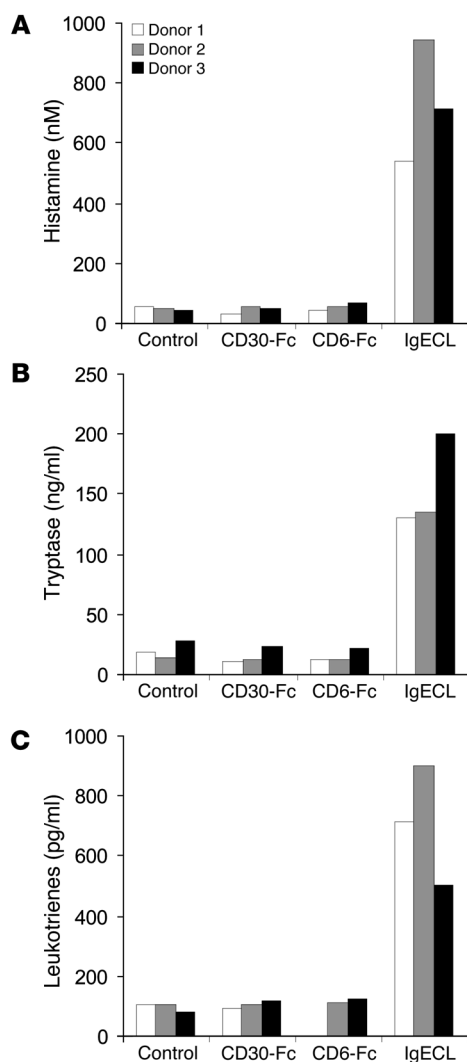 A
Histamine (nM)
1000
800
600
400
200
0
Donor 1
Donor 2
Donor 3
Control CD30-Fc CD6-Fc IgECL
B
Tryptase (ng/ml)
250
200
150
100
50
0
Control CD30-Fc CD6-Fc IgECL
C
Leukotrienes (pg/ml)
1000
800
600
400
200
0
Control CD30-Fc CD6-Fc IgECL